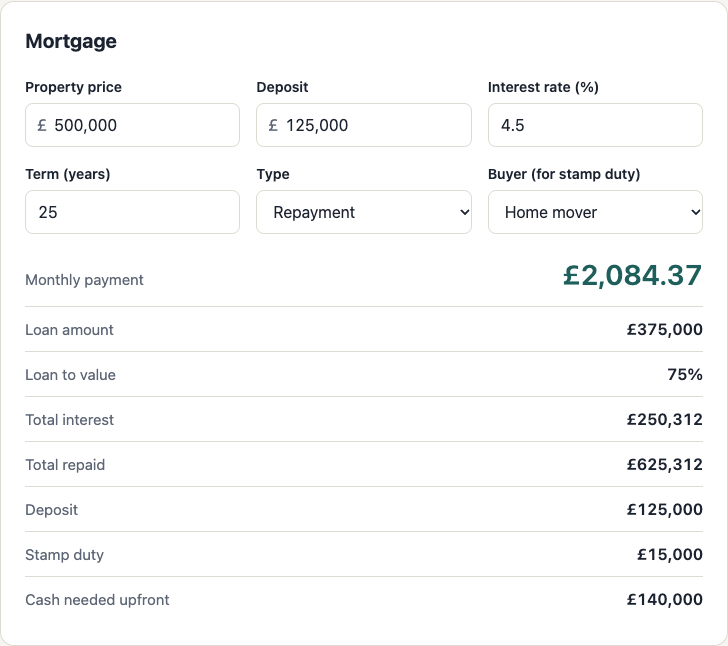 Mortgage
Property price Deposit Interest rate (%)
£ 500,000 £ 125,000 4.5
Term (years) Type Buyer (for stamp duty)
25 Repayment Home mover
Monthly payment £2,084.37
Loan amount £375,000
Loan to value 75%
Total interest £250,312
Total repaid £625,312
Deposit £125,000
Stamp duty £15,000
Cash needed upfront £140,000